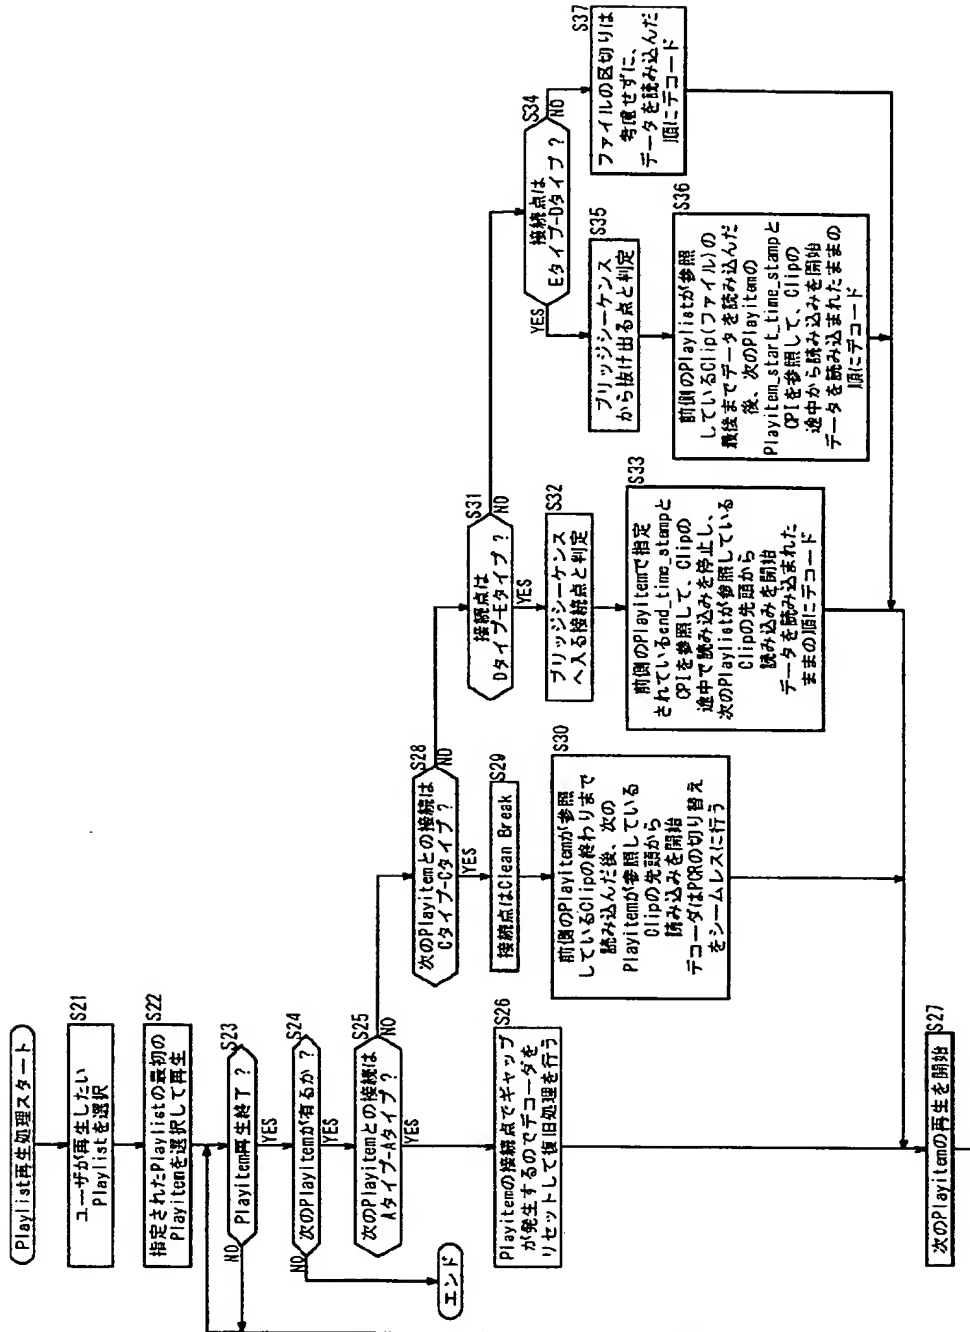 Playlist再生処理スタート
S21
ユーザが再生したい
Playlistを選択
S22
指定されたPlaylistの最初の
Playitemを選択して再生
S23
Playitem再生終了？
NO
YES
S24
次のPlayitemが有るか？
NO
YES
エンド
S25
次のPlayitemとの接続は
Aタイプ-Aタイプ？
NO
YES
S26
Playitemの接続点でギャップ
が発生するのでデコーダを
リセットして復旧処理を行う
S27
次のPlayitemの再生を開始
S28
次のPlayitemとの接続は
Cタイプ-Cタイプ？
NO
YES
S29
接続点はClean Break
S30
前側のPlayitemが参照
しているClipの終わりまで
読み込んだ後、次の
Playitemが参照している
Clipの先頭から
読み込みを開始
デコーダはPCRの切り替え
をシームレスに行う
S31
接続点は
Dタイプ-Eタイプ？
NO
YES
S32
ブリッジシーケンス
へ入る接続点と判定
S33
前側のPlayitemで指定
されているend_time_stampと
CPIを参照して、Clipの
途中で読み込みを停止し、
次のPlaylistが参照している
Clipの先頭から
読み込みを開始
データを読み込まれた
ままの順にデコード
S34
接続点は
Eタイプ-Dタイプ？
NO
YES
S35
ブリッジシーケンス
から抜け出る点と判定
S36
前側のPlaylistが参照
しているClip(ファイル)の
最後までデータを読み込んだ
後、次のPlayitemの
Playitem_start_time_stampと
CPIを参照して、Clipの
途中から読み込みを開始
データを読み込まれたままの
順にデコード
S37
ファイルの区切りは
考慮せずに、
データを読み込んだ
順にデコード